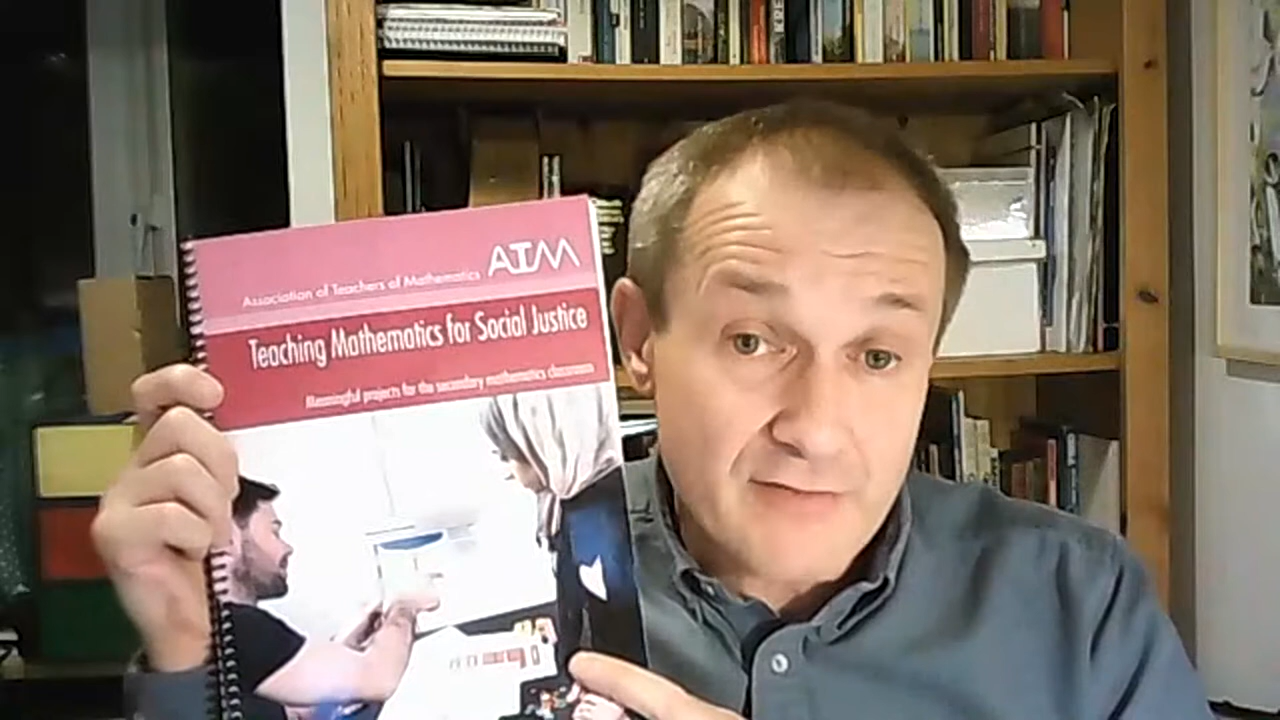 Association of Teachers of Mathematics ATM
Teaching Mathematics for Social Justice
Meaningful projects for the secondary mathematics classroom